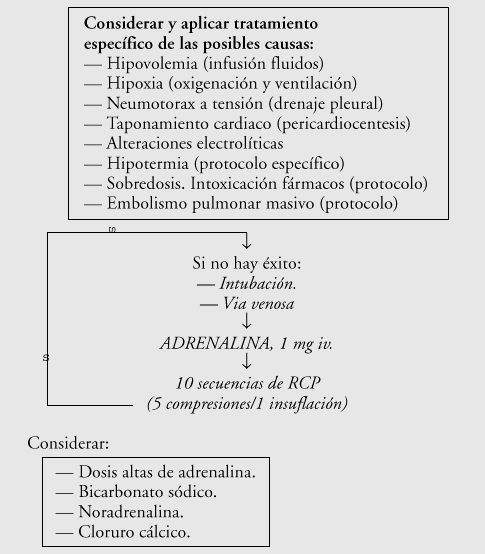 Considerar y aplicar tratamiento
específico de las posibles causas:
— Hipovolemia (infusión fluidos)
— Hipoxia (oxigenación y ventilación)
— Neumotorax a tensión (drenaje pleural)
— Taponamiento cardiaco (pericardiocentesis)
— Alteraciones electrolíticas
— Hipotermia (protocolo específico)
— Sobredosis. Intoxicación fármacos (protocolo)
— Embolismo pulmonar masivo (protocolo)
Si no hay éxito:
— Intubación.
— Via venosa
ADRENALINA, 1 mg iv.
10 secuencias de RCP
(5 compresiones/1 insuflación)
Considerar:
— Dosis altas de adrenalina.
— Bicarbonato sódico.
— Noradrenalina.
— Cloruro cálcico.